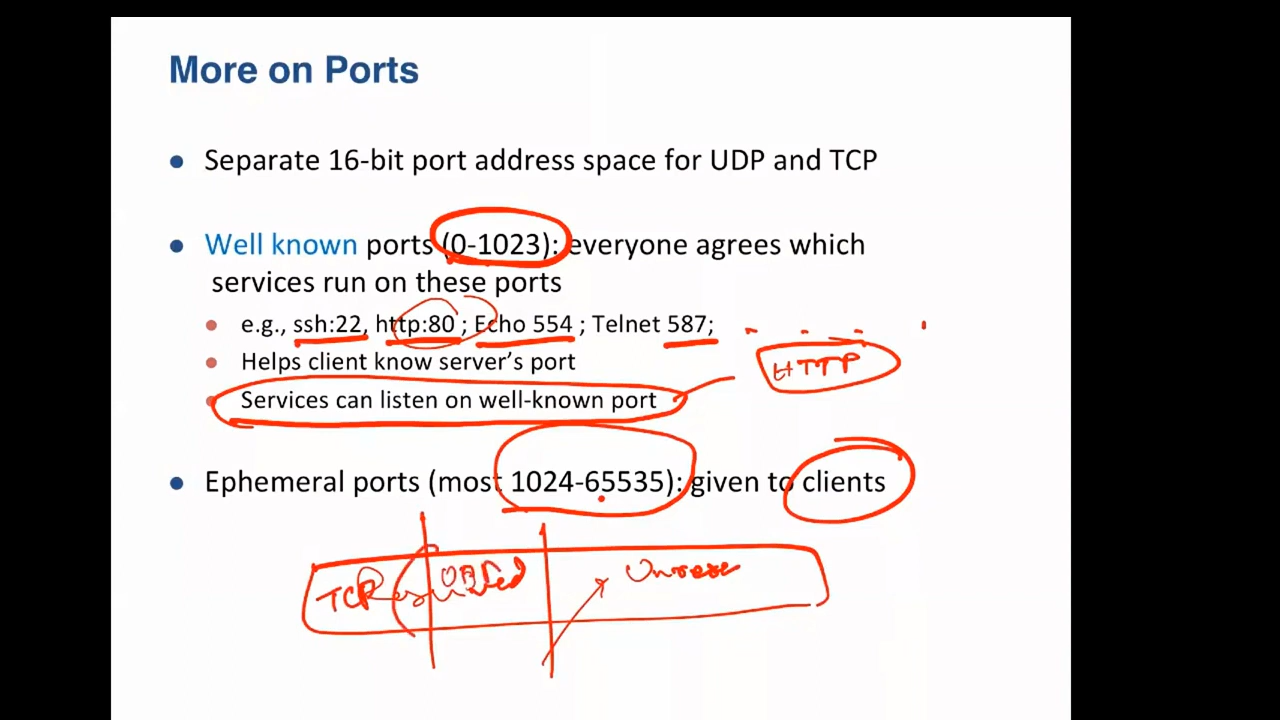 More on Ports
● Separate 16-bit port address space for UDP and TCP
● Well known ports (0-1023): everyone agrees which
services run on these ports
● e.g., ssh:22, http:80 ; Echo 554 ; Telnet 587;
● Helps client know server's port
HTTP
● Services can listen on well-known port
● Ephemeral ports (most 1024-65535): given to clients
TCP